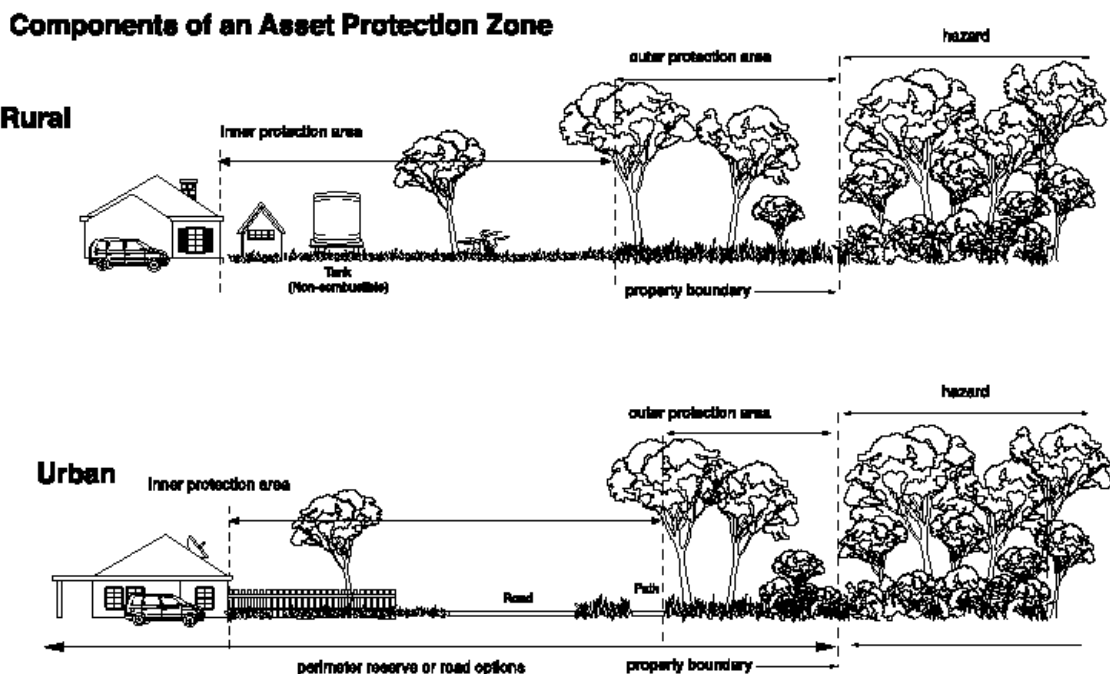 Components of an Asset Protection Zone
hazard
outer protection area
Rural
Inner protection area
Tank
(Non-combustible)
property boundary
hazard
outer protection area
Urban
Inner protection area
Road
Path
perimeter reserve or road options
property boundary